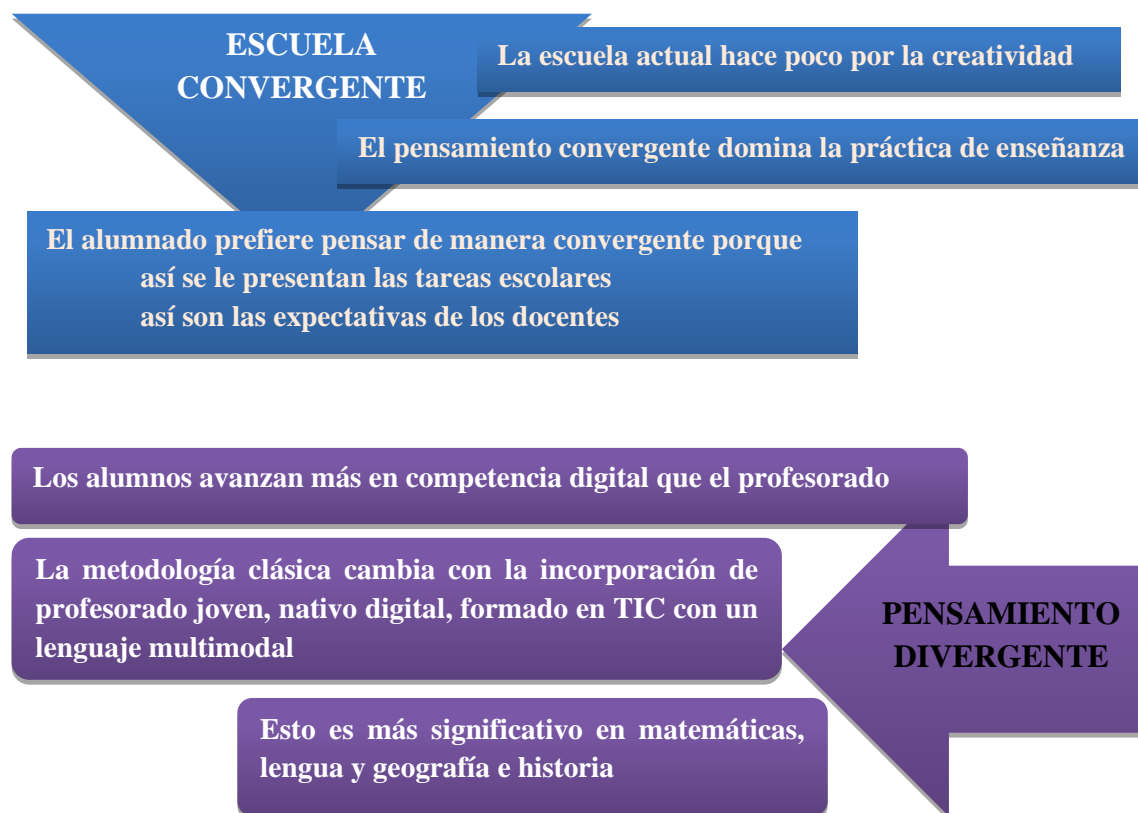 ESCUELA
CONVERGENTE
La escuela actual hace poco por la creatividad
El pensamiento convergente domina la práctica de enseñanza
El alumnado prefiere pensar de manera convergente porque
así se le presentan las tareas escolares
así son las expectativas de los docentes
Los alumnos avanzan más en competencia digital que el profesorado
La metodología clásica cambia con la incorporación de
profesorado joven, nativo digital, formado en TIC con un
lenguaje multimodal
PENSAMIENTO
DIVERGENTE
Esto es más significativo en matemáticas,
lengua y geografía e historia